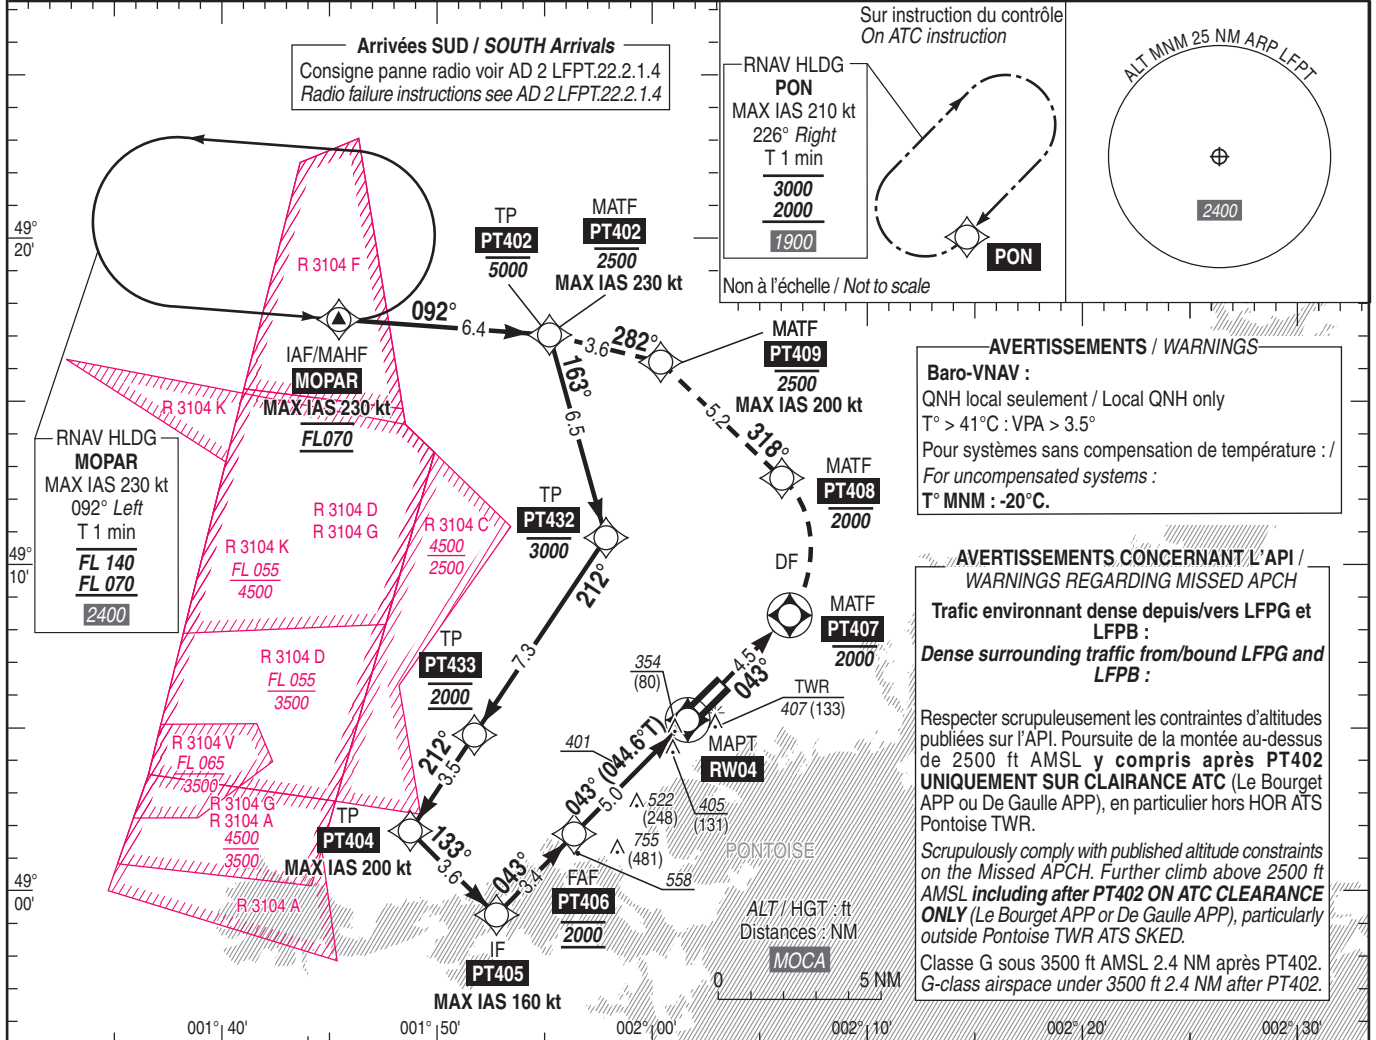 Arrivées SUD / SOUTH Arrivals
Consigne panne radio voir AD 2 LFPT.22.2.1.4
Radio failure instructions see AD 2 LFPT.22.2.1.4
Sur instruction du contrôle
On ATC instruction
RNAV HLDG
PON
MAX IAS 210 kt
226° Right
T 1 min
3000
2000
1900
PON
Non à l'échelle / Not to scale
ALT MNM 25 NM ARP LFPT
2400
49°
20'
R 3104 F
TP
PT402
5000
MATF
PT402
2500
MAX IAS 230 kt
092°
6.4
3.6
282°
IAF/MAHF
MOPAR
MAX IAS 230 kt
FL070
163°
6.5
MATF
PT409
2500
MAX IAS 200 kt
5.2
318°
R 3104 K
RNAV HLDG
MOPAR
MAX IAS 230 kt
092° Left
T 1 min
FL 140
FL 070
2400
AVERTISSEMENTS / WARNINGS
Baro-VNAV :
QNH local seulement / Local QNH only
T° > 41°C : VPA > 3.5°
Pour systèmes sans compensation de température : /
For uncompensated systems :
T° MNM : -20°C.
MATF
PT408
2000
TP
PT432
3000
R 3104 D
R 3104 G
R 3104 C
4500
2500
R 3104 K
FL 055
4500
49°
10'
212°
DF
MATF
PT407
2000
AVERTISSEMENTS CONCERNANT L'API /
WARNINGS REGARDING MISSED APCH
Trafic environnant dense depuis/vers LFPG et
LFPB :
Dense surrounding traffic from/bound LFPG and
LFPB :
Respecter scrupuleusement les contraintes d'altitudes
publiées sur l'API. Poursuite de la montée au-dessus
de 2500 ft AMSL y compris après PT402
UNIQUEMENT SUR CLAIRANCE ATC (Le Bourget
APP ou De Gaulle APP), en particulier hors HOR ATS
Pontoise TWR.
Scrupulously comply with published altitude constraints
on the Missed APCH. Further climb above 2500 ft
AMSL including after PT402 ON ATC CLEARANCE
ONLY (Le Bourget APP or De Gaulle APP), particularly
outside Pontoise TWR ATS SKED.
Classe G sous 3500 ft AMSL 2.4 NM après PT402.
G-class airspace under 3500 ft 2.4 NM after PT402.
TP
PT433
2000
7.3
R 3104 D
FL 055
3500
354
(80)
4.5
043°
TWR
407 (133)
MAPT
RW04
401
043° (044.6°T)
5.0
R 3104 V
FL 065
3500
212°
3.5
R 3104 G
R 3104 A
4500
3500
522
(248)
405
(131)
755
(481)
PONTOISE
TP
PT404
MAX IAS 200 kt
133°
3.6
043°
3.4
558
FAF
PT406
2000
49°
00'
R 3104 A
IF
PT405
MAX IAS 160 kt
ALT / HGT : ft
Distances : NM
MOCA
0
5 NM
001° 40'
001° 50'
002° 00'
002° 10'
002° 20'
002° 30'